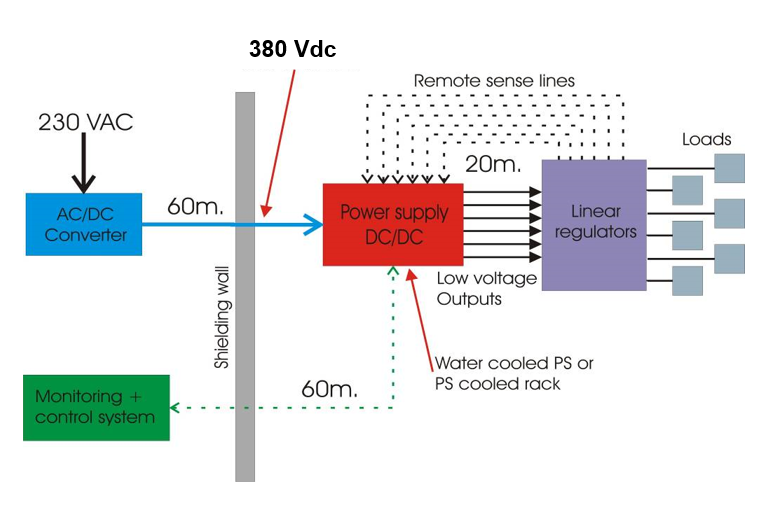 380 Vdc
Remote sense lines
230 VAC
Loads
20m.
60m.
AC/DC
Converter
Power supply
DC/DC
Linear
regulators
Low voltage
Outputs
Shielding wall
Water cooled PS or
PS cooled rack
60m.
Monitoring +
control system